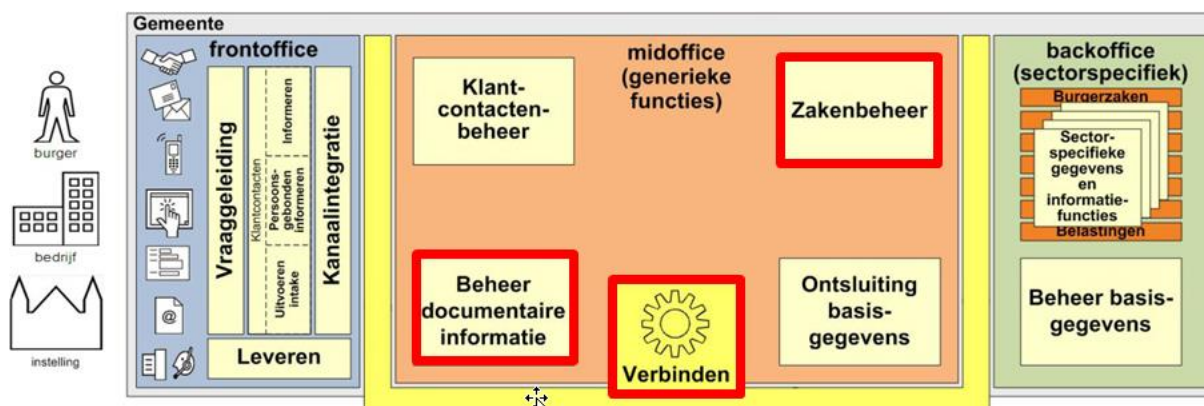 Gemeente
burger
bedrijf
instelling
frontoffice
@
Vraaggeleiding
Klantcontacten
Informeren
Persoons-
gebonden
informeren
Uitvoeren
intake
Kanaalintegratie
Leveren
midoffice
(generieke
functies)
Klant-
contacten-
beheer
Zakenbeheer
Beheer
documentaire
informatie
Verbinden
Ontsluiting
basis-
gegevens
backoffice
(sectorspecifiek)
Burgerzaken
Sector-
specifieke
gegevens
en
informatie-
functies
Belastingen
Beheer basis-
gegevens